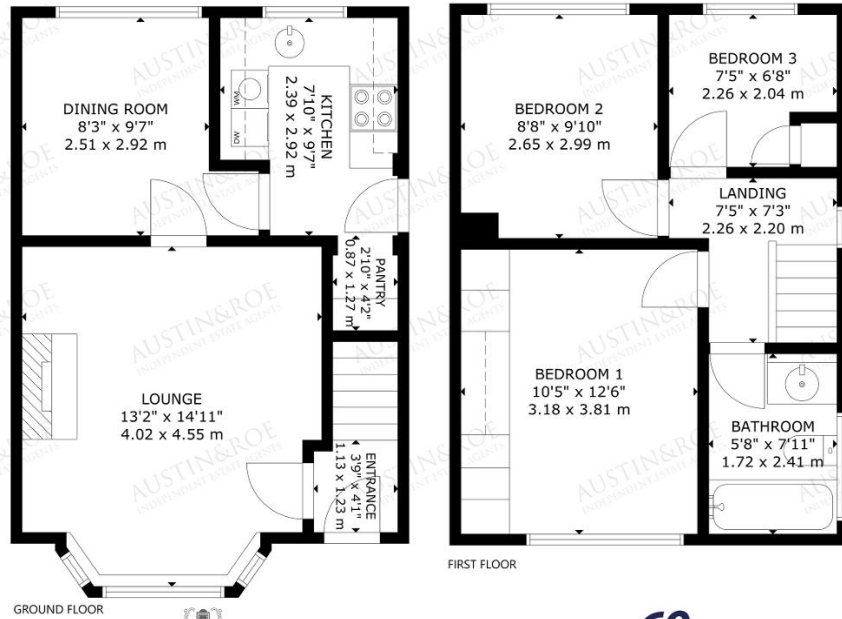 DINING ROOM
8'3" x 9'7"
2.51 x 2.92 m
WM
DW
KITCHEN
7'10" x 9'7"
2.39 x 2.92 m
PANTRY
2'10" x 4'2"
0.87 x 1.27 m
LOUNGE
13'2" x 14'11"
4.02 x 4.55 m
ENTRANCE
3'9" x 4'1"
1.13 x 1.23 m
GROUND FLOOR
BEDROOM 2
8'8" x 9'10"
2.65 x 2.99 m
BEDROOM 3
7'5" x 6'8"
2.26 x 2.04 m
LANDING
7'5" x 7'3"
2.26 x 2.20 m
BEDROOM 1
10'5" x 12'6"
3.18 x 3.81 m
BATHROOM
5'8" x 7'11"
1.72 x 2.41 m
FIRST FLOOR
AUSTIN&ROE
INDEPENDENT ESTATE AGENTS